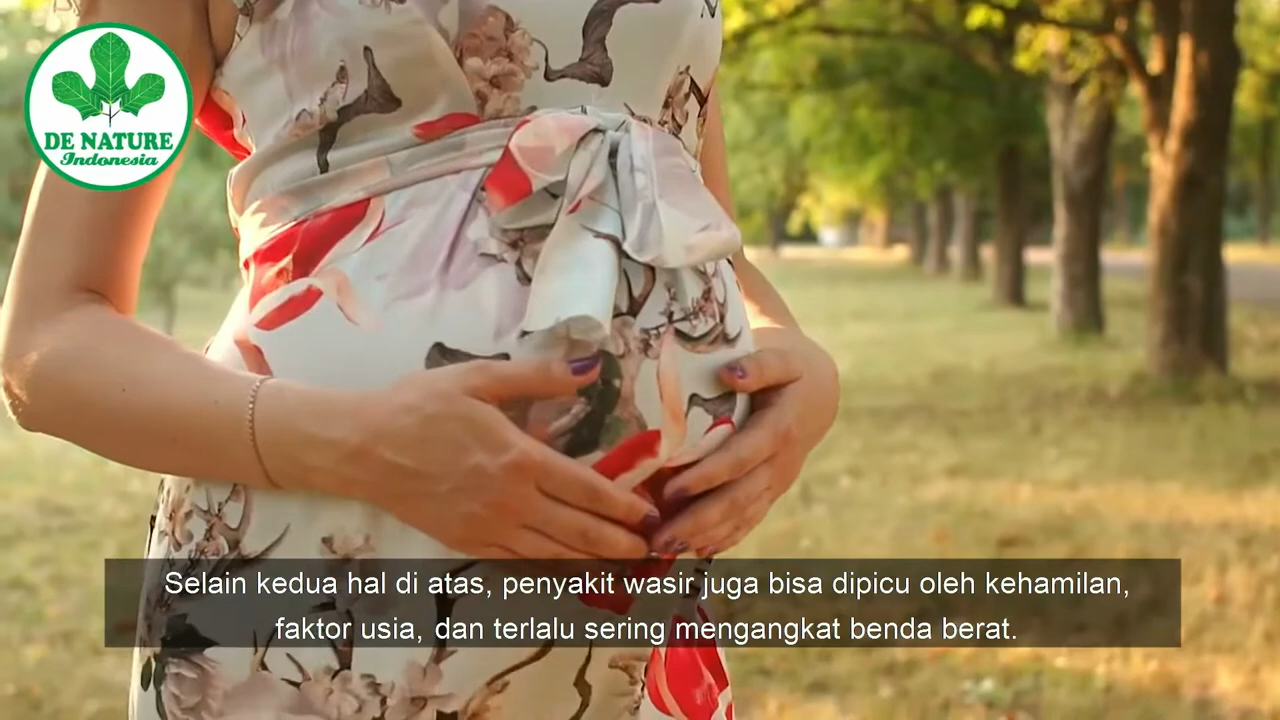 DE NATURE
Indonesia
Selain kedua hal di atas, penyakit wasir juga bisa dipicu oleh kehamilan,
faktor usia, dan terlalu sering mengangkat benda berat.